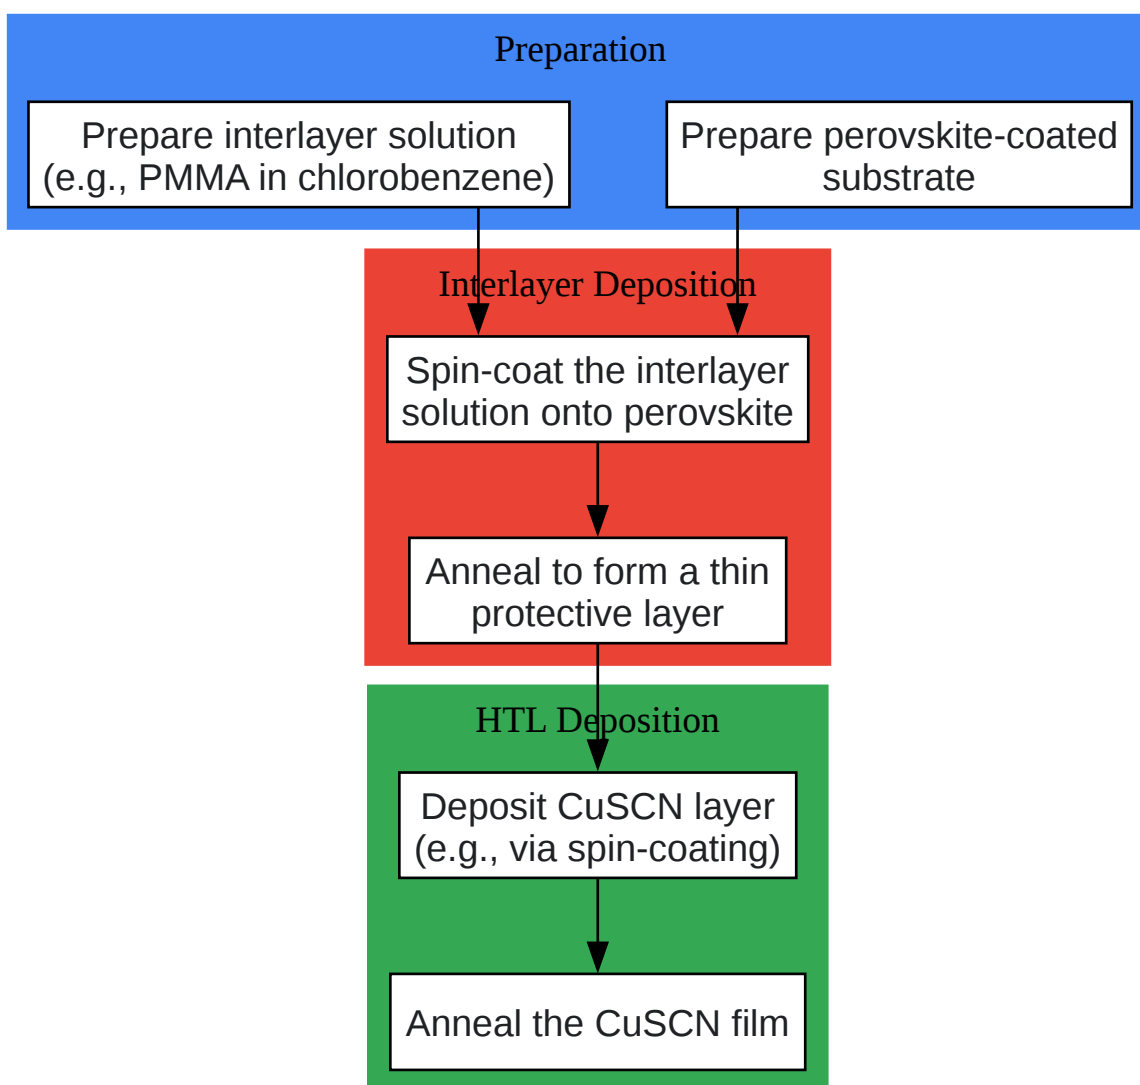 Preparation
Prepare interlayer solution
(e.g., PMMA in chlorobenzene)
Prepare perovskite-coated
substrate
Interlayer Deposition
Spin-coat the interlayer
solution onto perovskite
Anneal to form a thin
protective layer
HTL Deposition
Deposit CuSCN layer
(e.g., via spin-coating)
Anneal the CuSCN film